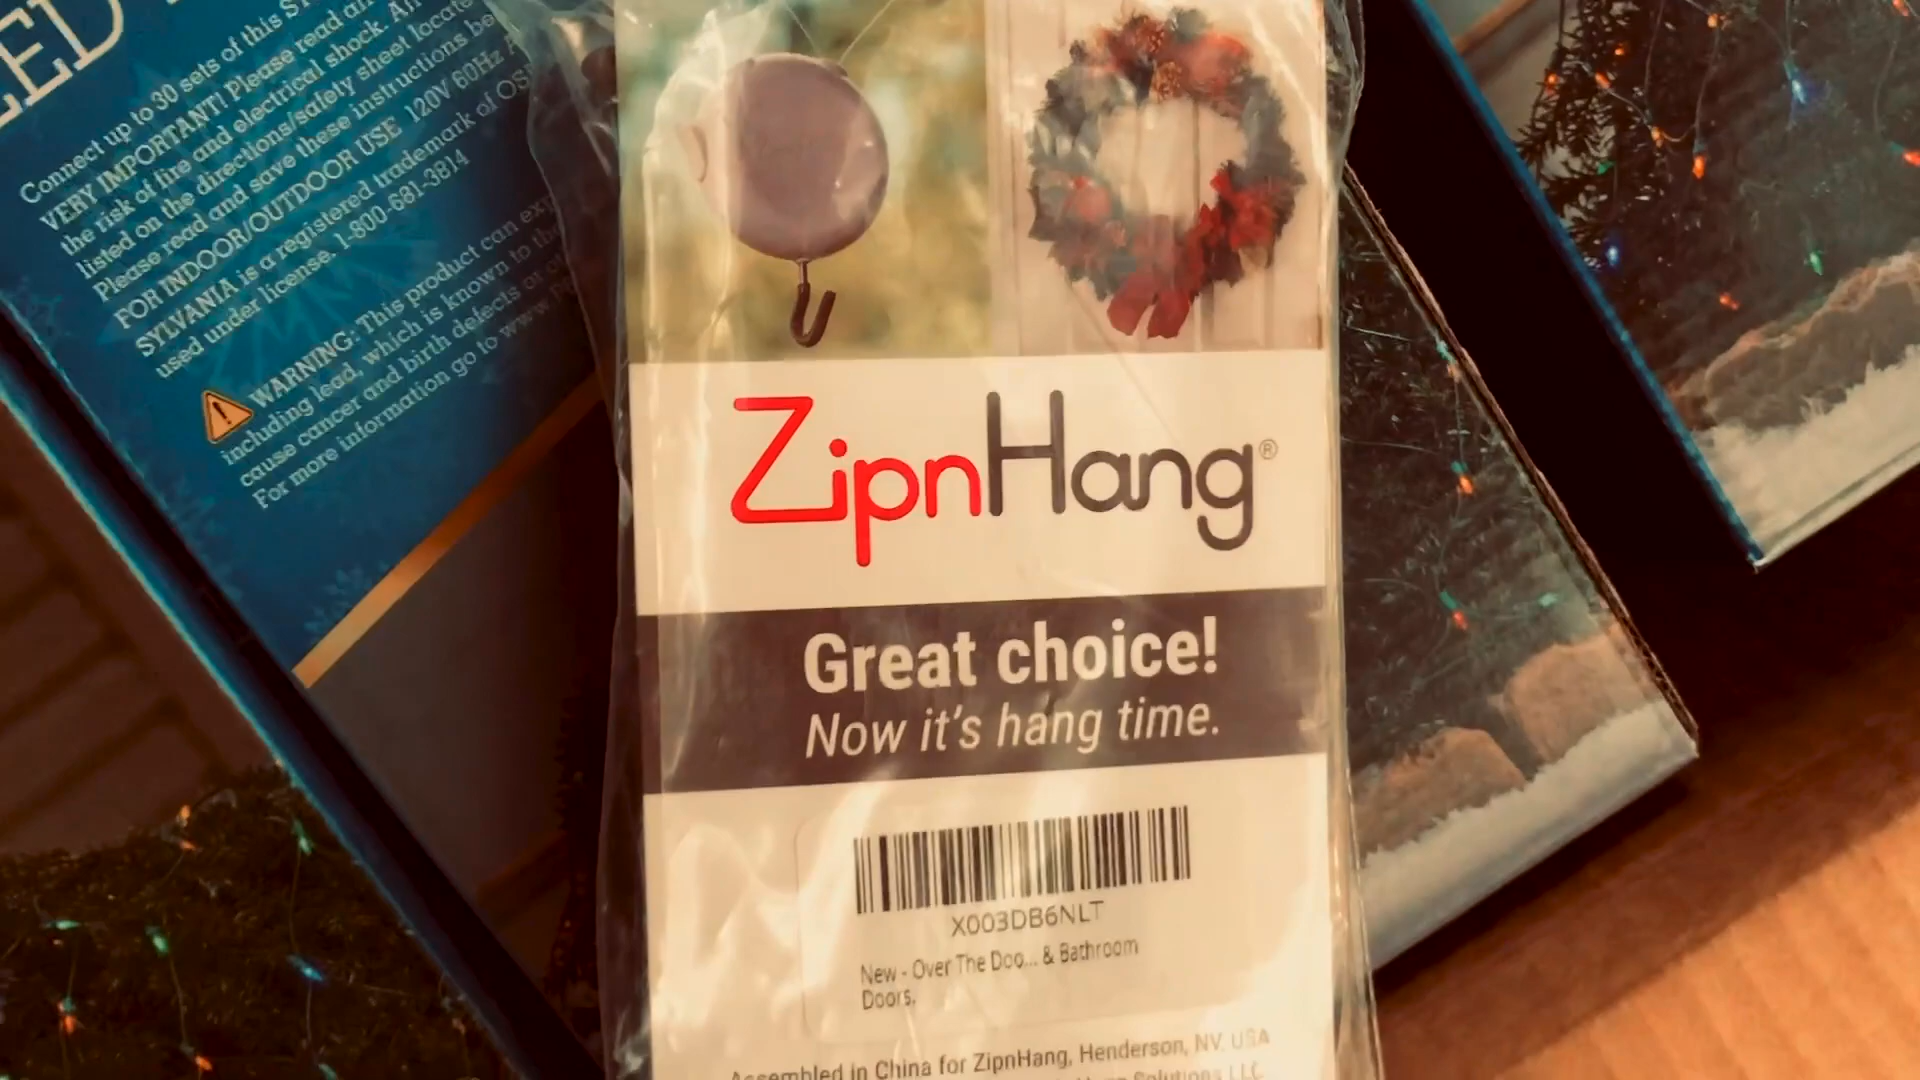 ED
Connect up to 30 sets of this
VERY IMPORTANT! Please read
the risk of fire and electrical shock.
listed on the directions/safety sheet
Please read and save these instructions
FOR INDOOR/OUTDOOR USE 120V 60Hz
SYLVANIA is a registered trademark of
used under license. 1-800-681-3814
WARNING: This product can
including lead, which is known to the
cause cancer and birth defects
For more information go to
ZipnHang®
Great choice!
Now it's hang time.
X003DB6NLT
New - Over The Doo... & Bathroom
Doors.
Assembled in China for ZipnHang, Henderson, NV, USA
Solutions LLC